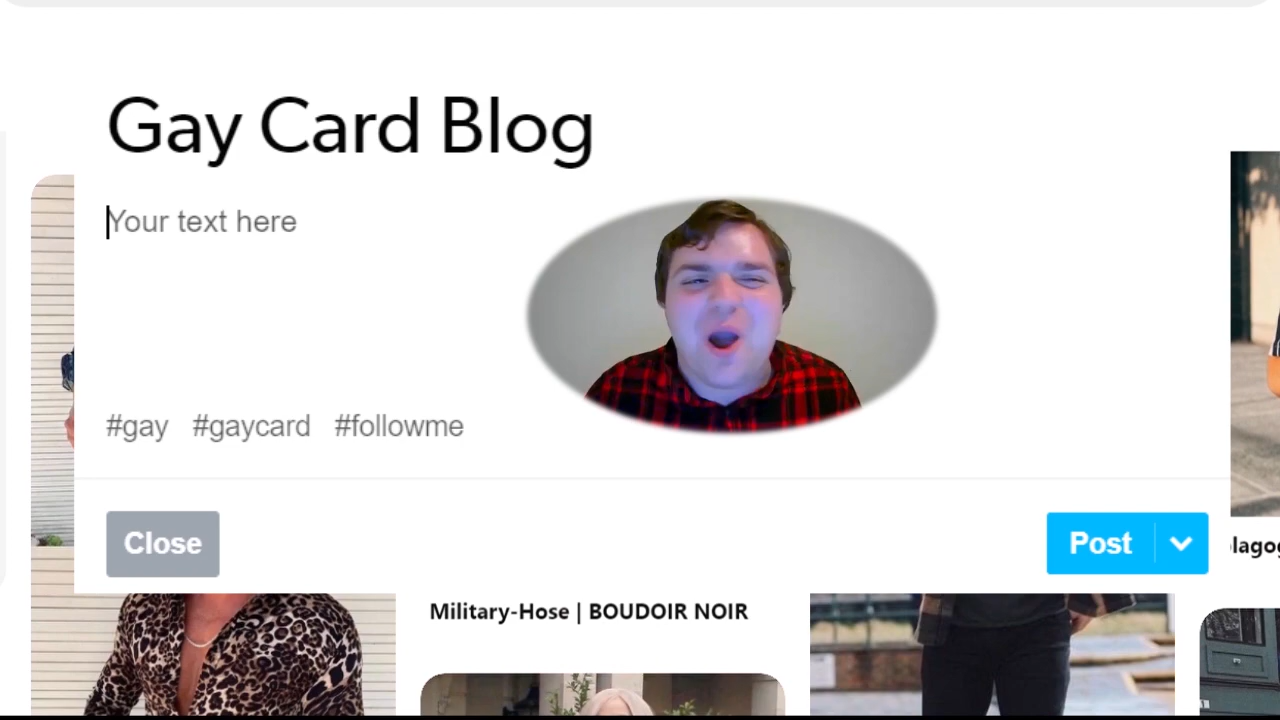 Gay Card Blog
Your text here
#gay #gaycard #followme
Close
Post
Military-Hose | BOUDOIR NOIR